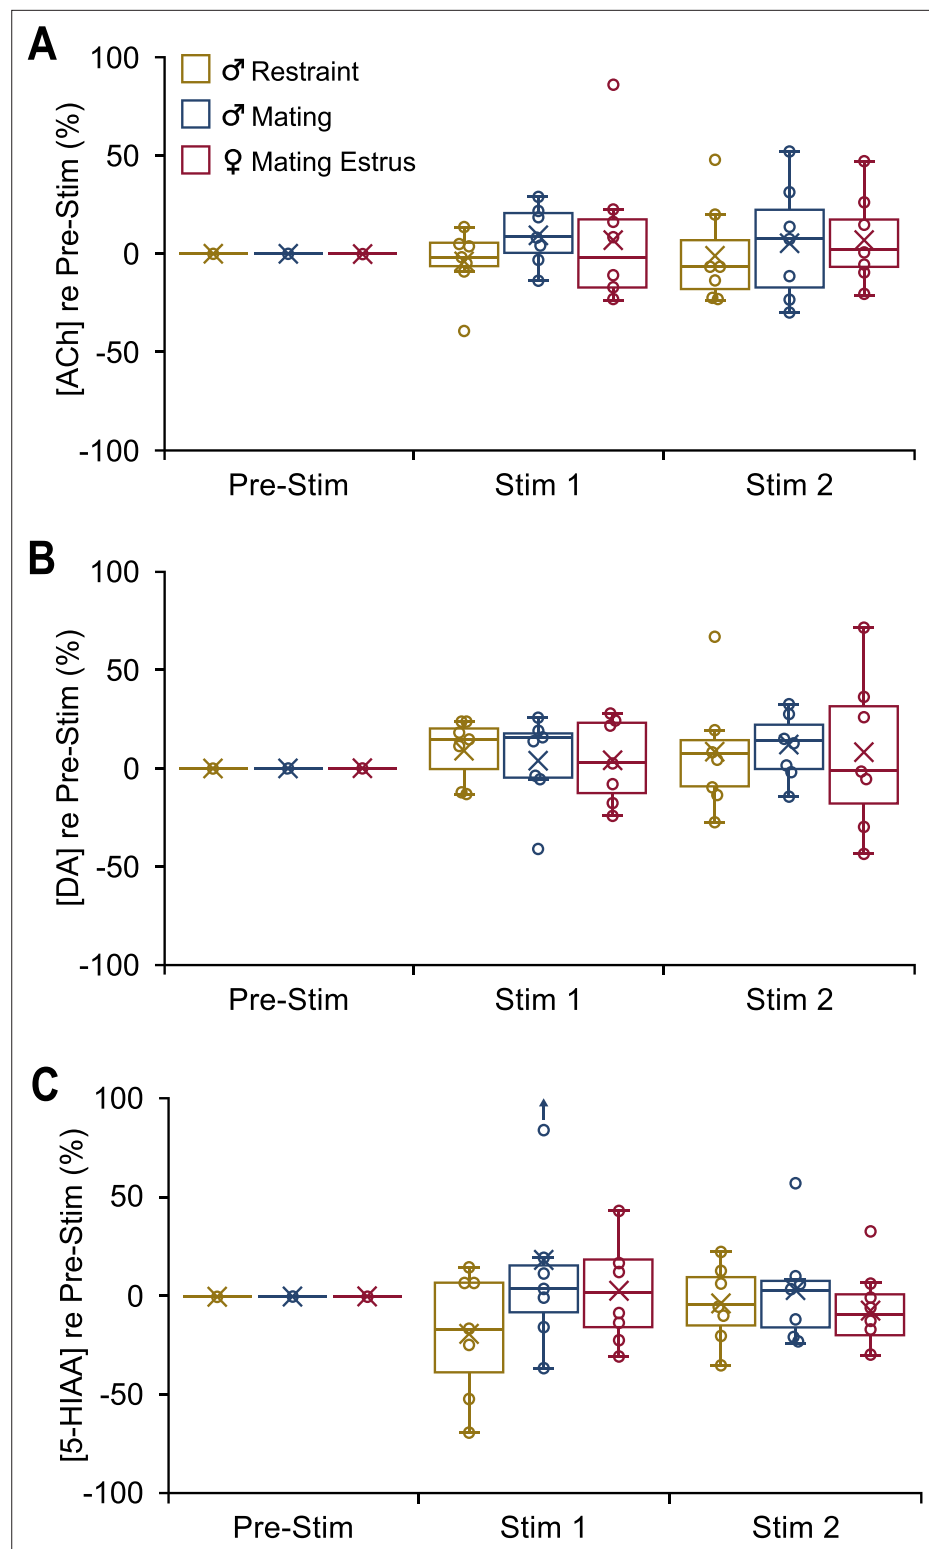 A
[ACh] re Pre-Stim (%)
100
50
0
-50
-100
♂ Restraint
♂ Mating
♀ Mating Estrus
Pre-Stim Stim 1 Stim 2
B
[DA] re Pre-Stim (%)
100
50
0
-50
-100
Pre-Stim Stim 1 Stim 2
C
[5-HIAA] re Pre-Stim (%)
100
50
0
-50
-100
Pre-Stim Stim 1 Stim 2